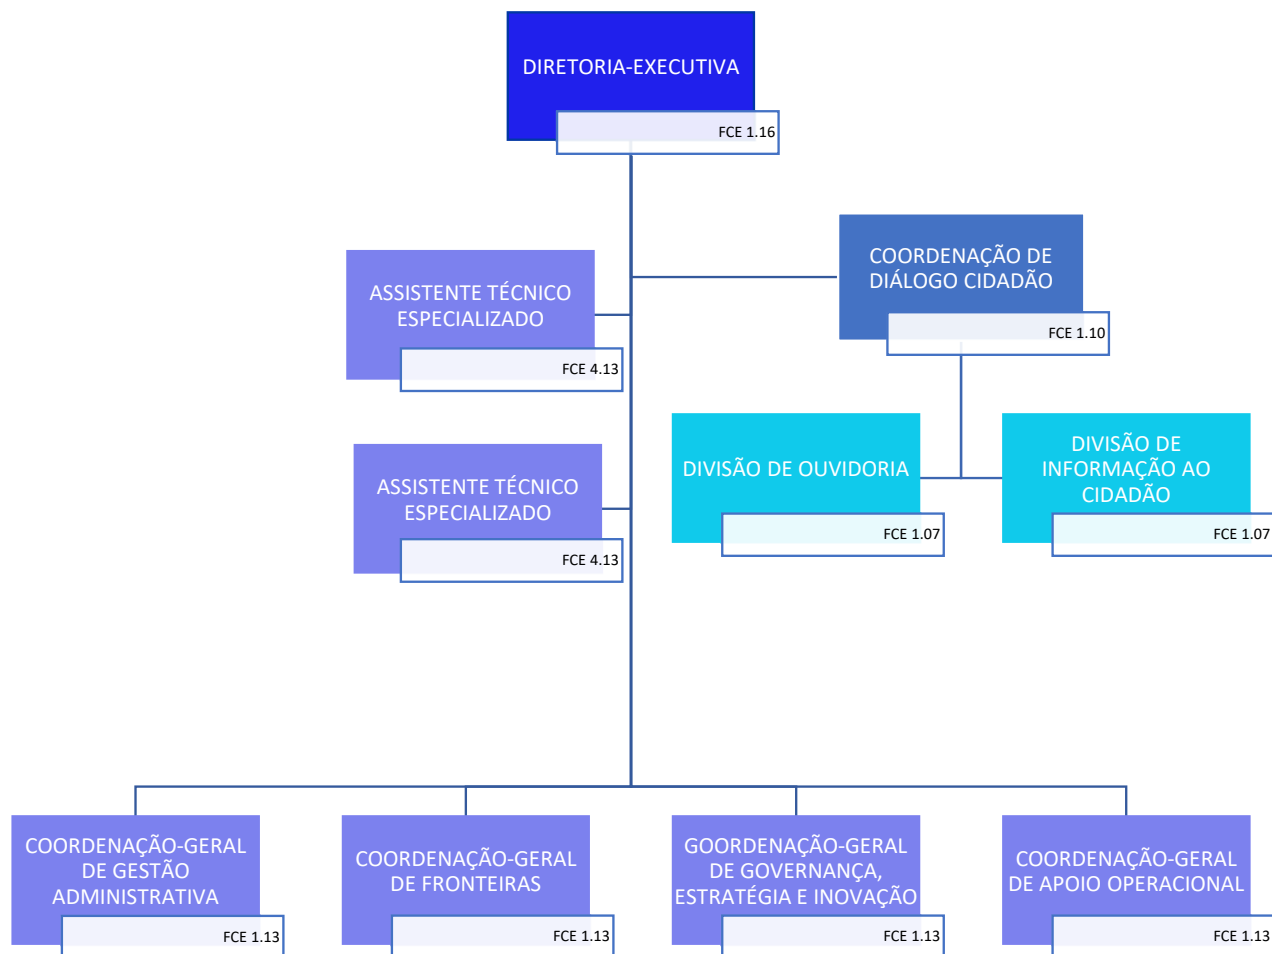 DIRETORIA-EXECUTIVA
FCE 1.16
COORDENAÇÃO DE
DIÁLOGO CIDADÃO
FCE 1.10
ASSISTENTE TÉCNICO
ESPECIALIZADO
FCE 4.13
DIVISÃO DE OUVIDORIA
FCE 1.07
DIVISÃO DE
INFORMAÇÃO AO
CIDADÃO
FCE 1.07
ASSISTENTE TÉCNICO
ESPECIALIZADO
FCE 4.13
COORDENAÇÃO-GERAL
DE GESTÃO
ADMINISTRATIVA
FCE 1.13
COORDENAÇÃO-GERAL
DE FRONTEIRAS
FCE 1.13
GOORDENAÇÃO-GERAL
DE GOVERNANÇA,
ESTRATÉGIA E INOVAÇÃO
FCE 1.13
COORDENAÇÃO-GERAL
DE APOIO OPERACIONAL
FCE 1.13